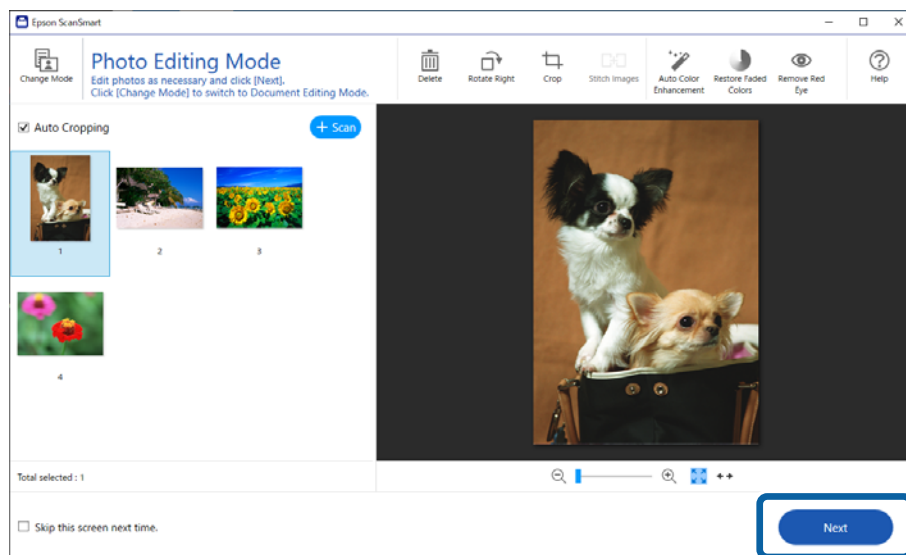 Epson ScanSmart
Change Mode
Photo Editing Mode
Edit photos as necessary and click [Next].
Click [Change Mode] to switch to Document Editing Mode.
Delete
Rotate Right
Crop
Stitch Images
Auto Color
Enhancement
Restore Faded
Colors
Remove Red
Eye
Help
Auto Cropping
+ Scan
1
2
3
4
Total selected : 1
Skip this screen next time.
Next